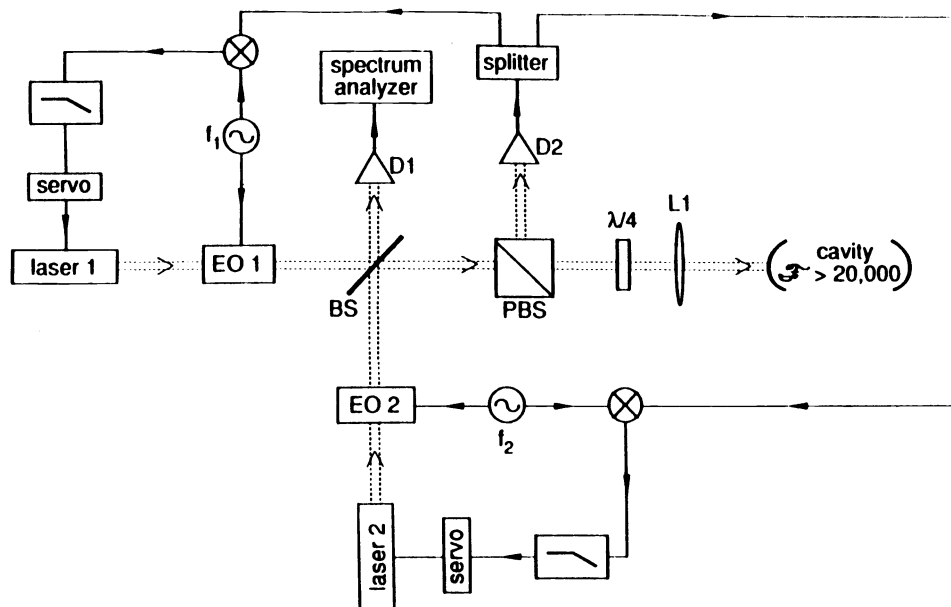 splitter
spectrum
analyzer
f1
D1
D2
servo
λ/4
L1
laser 1
EO 1
BS
PBS
cavity
ℱ > 20,000
EO 2
f2
laser 2
servo